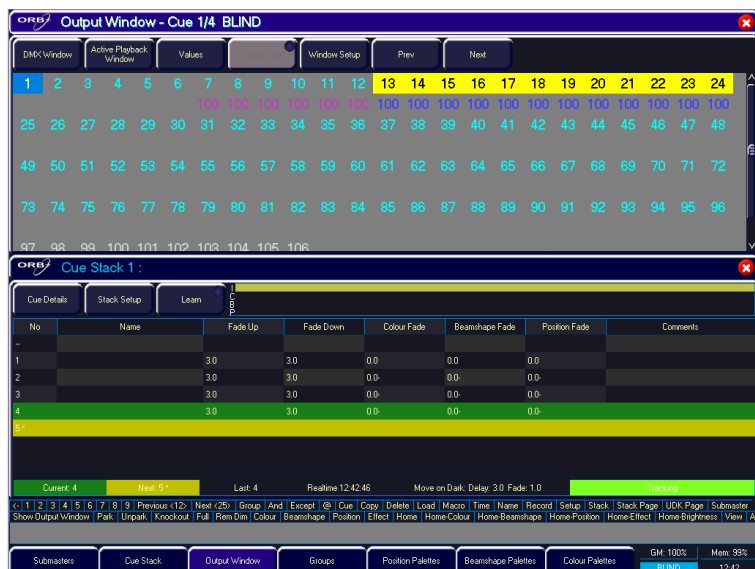 ORB Output Window - Cue 1/4 BLIND
DMX Window Active Playback Window Values Window Setup Prev Next
1 2 3 4 5 6 7 8 9 10 11 12 13 14 15 16 17 18 19 20 21 22 23 24
100 100 100 100 100 100 100 100 100 100 100 100 100 100 100 100 100 100
25 26 27 28 29 30 31 32 33 34 35 36 37 38 39 40 41 42 43 44 45 46 47 48
49 50 51 52 53 54 55 56 57 58 59 60 61 62 63 64 65 66 67 68 69 70 71 72
73 74 75 76 77 78 79 80 81 82 83 84 85 86 87 88 89 90 91 92 93 94 95 96
97 98 99 100 101 102 103 104 105 106
ORB Cue Stack 1 :
Cue Details Stack Setup Learn I C B P
No Name Fade Up Fade Down Colour Fade Beamshape Fade Position Fade Comments
--
1 3.0 3.0 0.0 0.0 0.0
2 3.0 3.0 0.0- 0.0- 0.0-
3 3.0 3.0 0.0- 0.0- 0.0-
4 3.0 3.0 0.0- 0.0- 0.0-
5 *
Current: 4 Next: 5 * Last: 4 Realtime 12:42:46 Move on Dark: Delay: 3.0 Fade: 1.0 Tracking
<- 1 2 3 4 5 6 7 8 9 Previous <12> Next <25> Group And Except @ Cue Copy Delete Load Macro Time Name Record Setup Stack Stack Page UDK Page Submaster
Show Output Window Park Unpark Knockout Full Rem Dim Colour Beamshape Position Effect Home Home-Colour Home-Beamshape Home-Position Home-Effect Home-Brightness View A
Submasters Cue Stack Output Window Groups Position Palettes Beamshape Palettes Colour Palettes GM: 100% Mem: 99%
BLIND 12:42